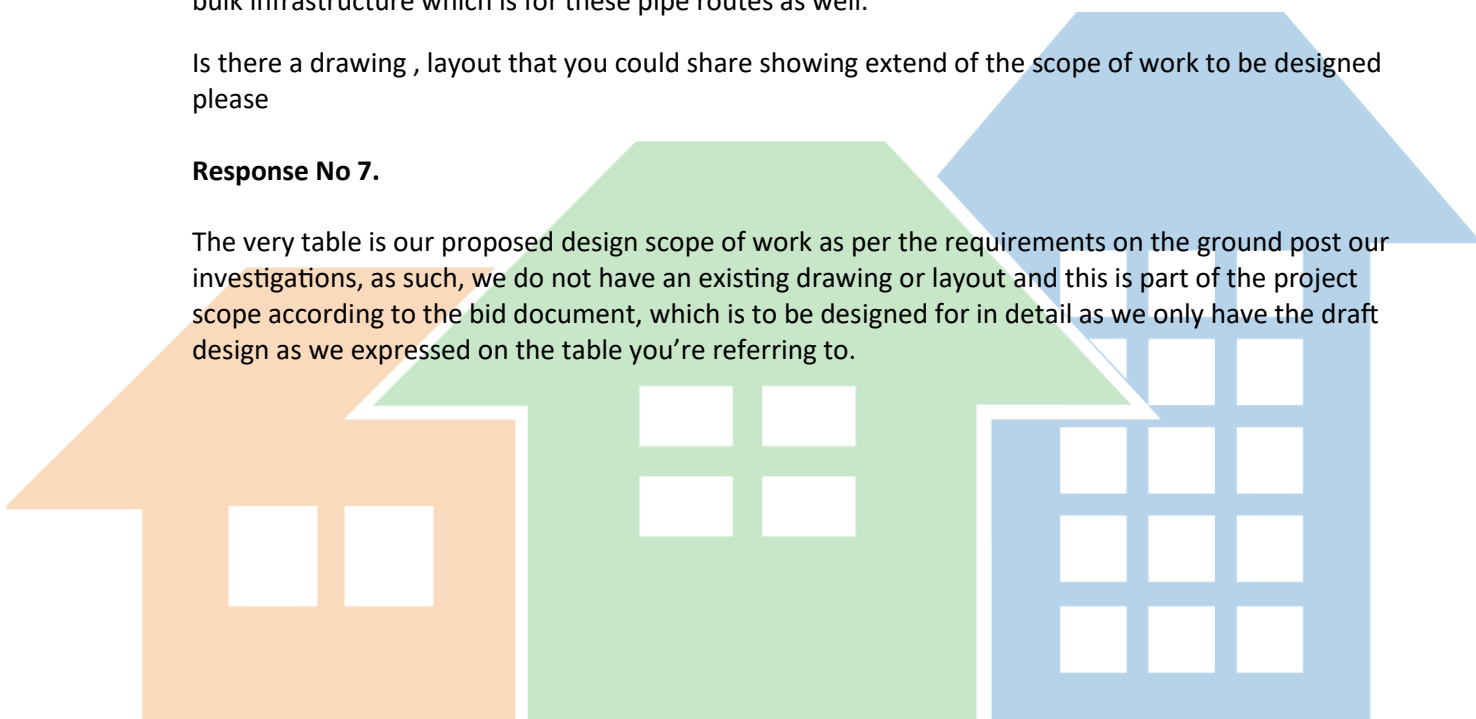 bulk infrastructure which is for these pipe routes as well.
Is there a drawing , layout that you could share showing extend of the scope of work to be designed
please
Response No 7.
The very table is our proposed design scope of work as per the requirements on the ground post our
investigations, as such, we do not have an existing drawing or layout and this is part of the project
scope according to the bid document, which is to be designed for in detail as we only have the draft
design as we expressed on the table you’re referring to.